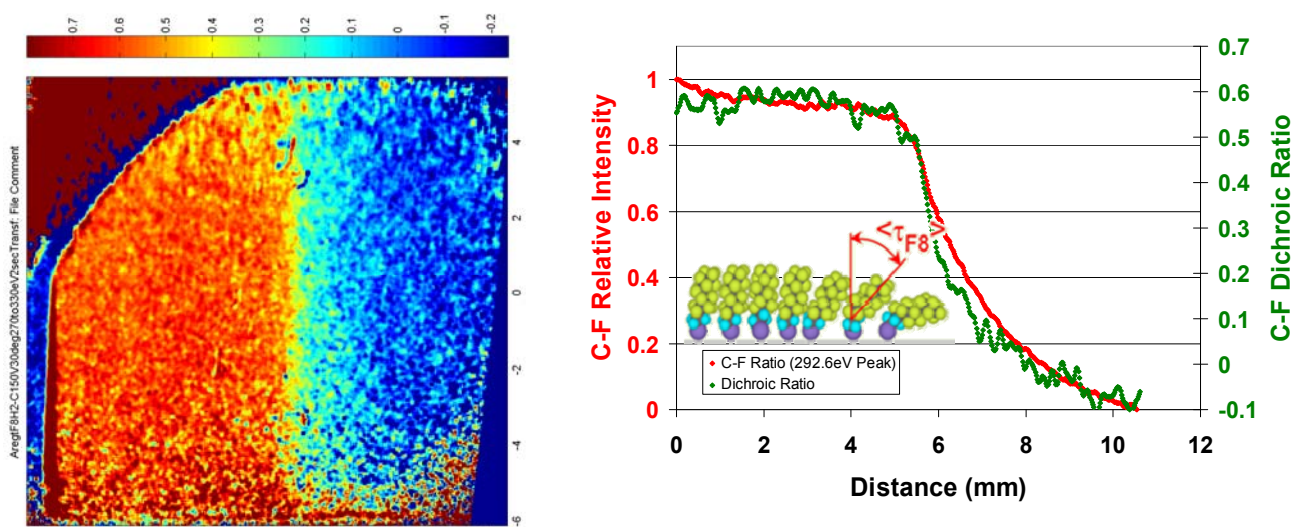 0.7 0.6 0.5 0.4 0.3 0.2 0.1 0 -0.1 -0.2
AregtF8H2-C150V30deg270to330eV2secTransf: File Comment
4
2
0
-2
-4
-6
C-F Relative Intensity
1
0.8
0.6
0.4
0.2
0
<τF8>
C-F Ratio (292.6eV Peak)
Dichroic Ratio
0.7
0.6
0.5
0.4
0.3
0.2
0.1
0
-0.1
C-F Dichroic Ratio
0 2 4 6 8 10 12
Distance (mm)